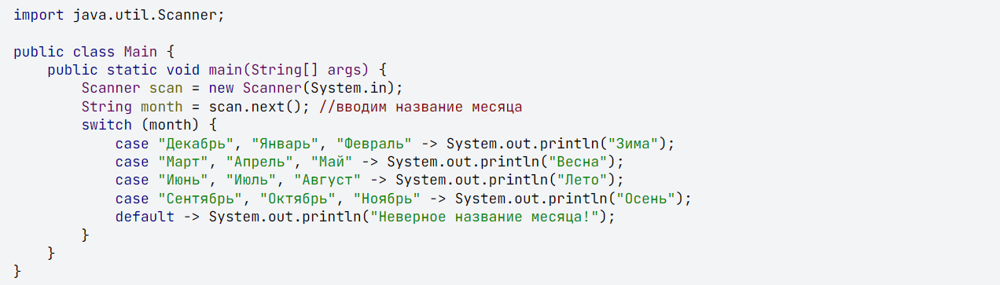 import java.util.Scanner;

public class Main {
    public static void main(String[] args) {
        Scanner scan = new Scanner(System.in);
        String month = scan.next(); //вводим название месяца
        switch (month) {
            case "Декабрь", "Январь", "Февраль" -> System.out.println("Зима");
            case "Март", "Апрель", "Май" -> System.out.println("Весна");
            case "Июнь", "Июль", "Август" -> System.out.println("Лето");
            case "Сентябрь", "Октябрь", "Ноябрь" -> System.out.println("Осень");
            default -> System.out.println("Неверное название месяца!");
        }
    }
}